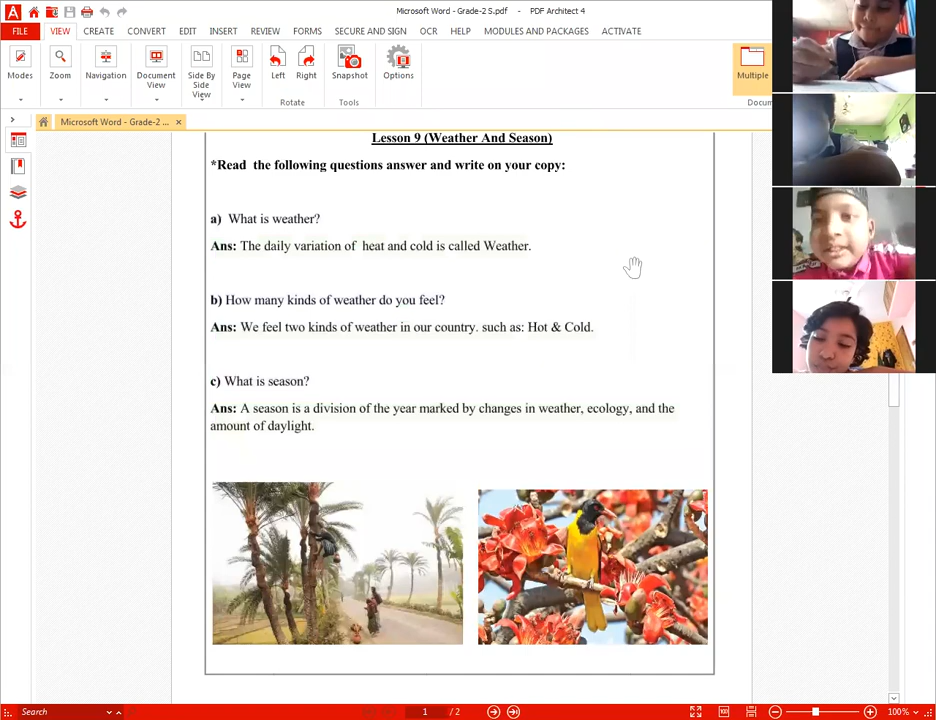 Microsoft Word - Grade-2 S.pdf - PDF Architect 4
FILE VIEW CREATE CONVERT EDIT INSERT REVIEW FORMS SECURE AND SIGN OCR HELP MODULES AND PACKAGES ACTIVATE
Modes Zoom Navigation Document View Side By Side View Page View Left Right Snapshot Options Multiple
Rotate Tools Docum
Microsoft Word - Grade-2 ... ×
Lesson 9 (Weather And Season)
*Read the following questions answer and write on your copy:
a) What is weather?
Ans: The daily variation of heat and cold is called Weather.
b) How many kinds of weather do you feel?
Ans: We feel two kinds of weather in our country. such as: Hot & Cold.
c) What is season?
Ans: A season is a division of the year marked by changes in weather, ecology, and the
amount of daylight.
Search 1 / 2 100%